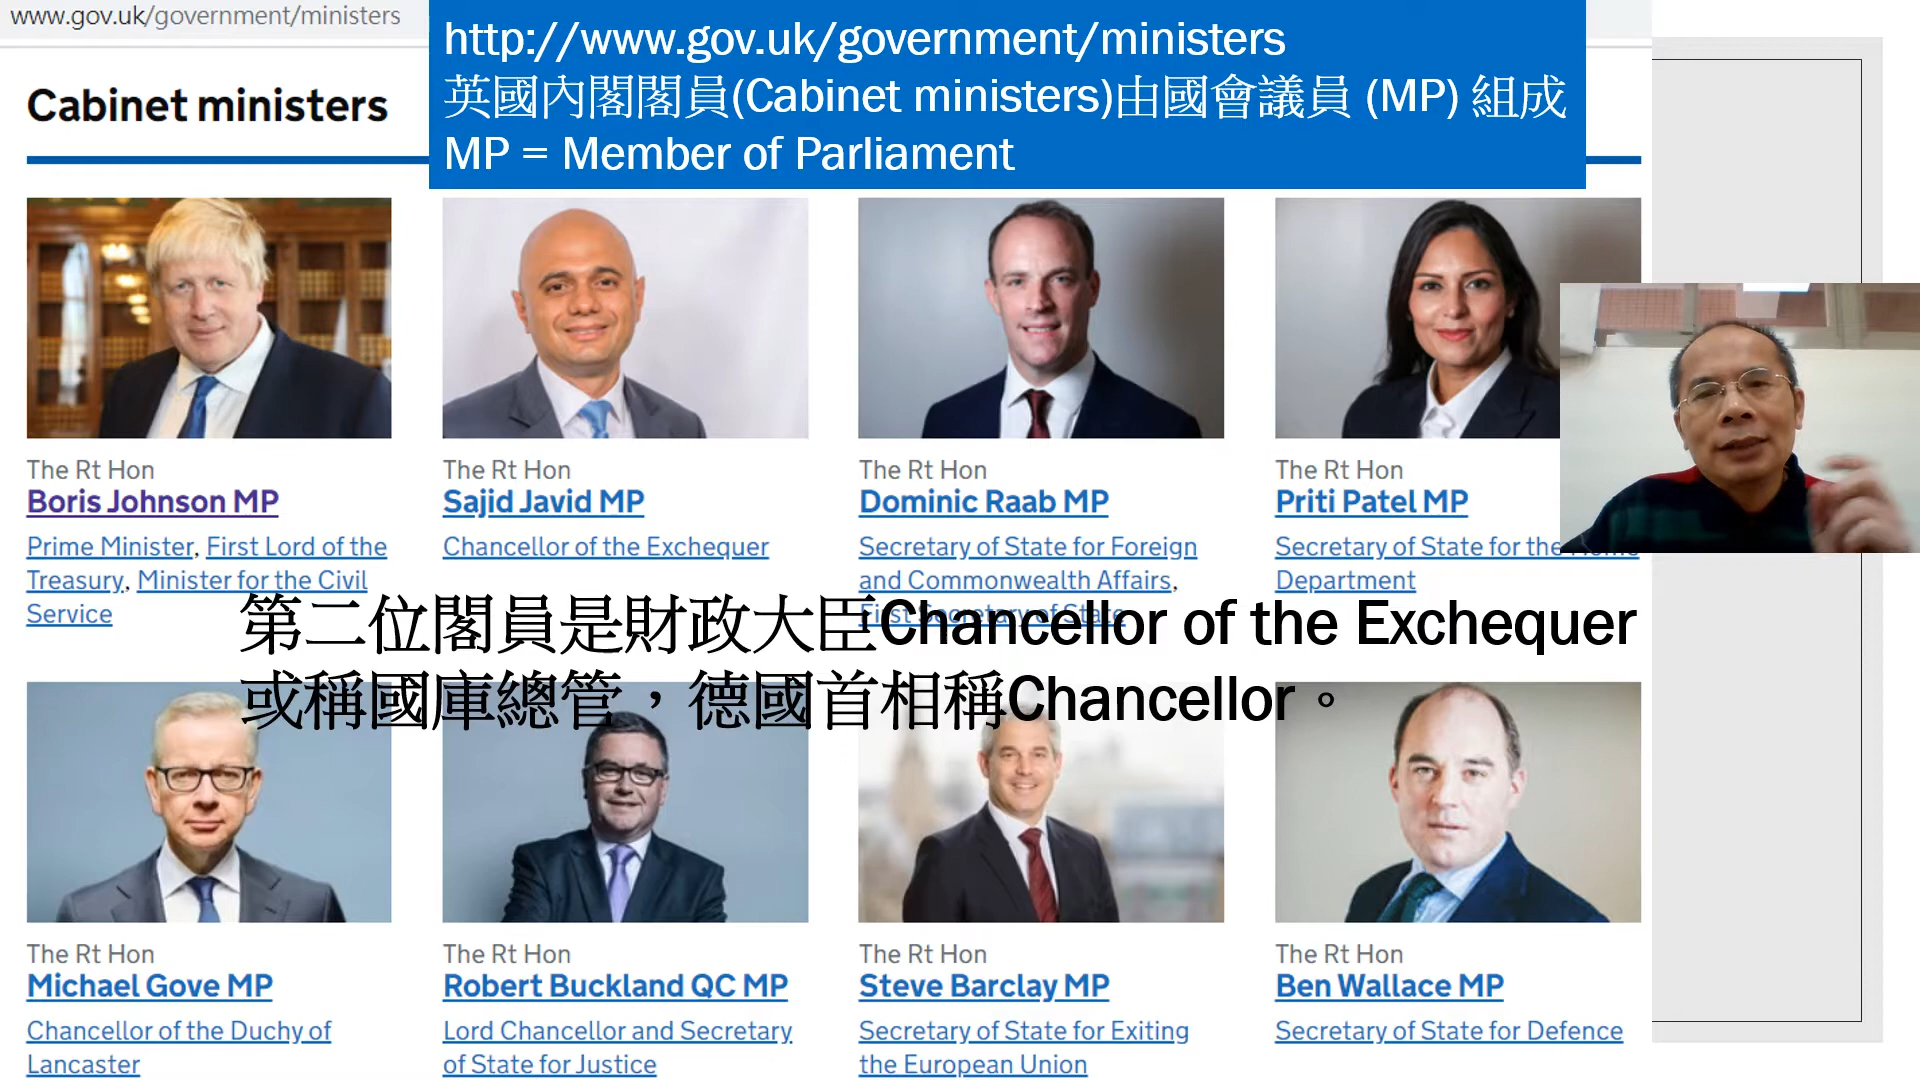 www.gov.uk/government/ministers
http://www.gov.uk/government/ministers
英國內閣閣員(Cabinet ministers)由國會議員 (MP) 組成
MP = Member of Parliament
Cabinet ministers
The Rt Hon
Boris Johnson MP
Prime Minister, First Lord of the
Treasury, Minister for the Civil
Service
The Rt Hon
Sajid Javid MP
Chancellor of the Exchequer
The Rt Hon
Dominic Raab MP
Secretary of State for Foreign
and Commonwealth Affairs,
First Secretary of State
The Rt Hon
Priti Patel MP
Secretary of State for the Home
Department
第二位閣員是財政大臣Chancellor of the Exchequer
或稱國庫總管，德國首相稱Chancellor。
The Rt Hon
Michael Gove MP
Chancellor of the Duchy of
Lancaster
The Rt Hon
Robert Buckland QC MP
Lord Chancellor and Secretary
of State for Justice
The Rt Hon
Steve Barclay MP
Secretary of State for Exiting
the European Union
The Rt Hon
Ben Wallace MP
Secretary of State for Defence